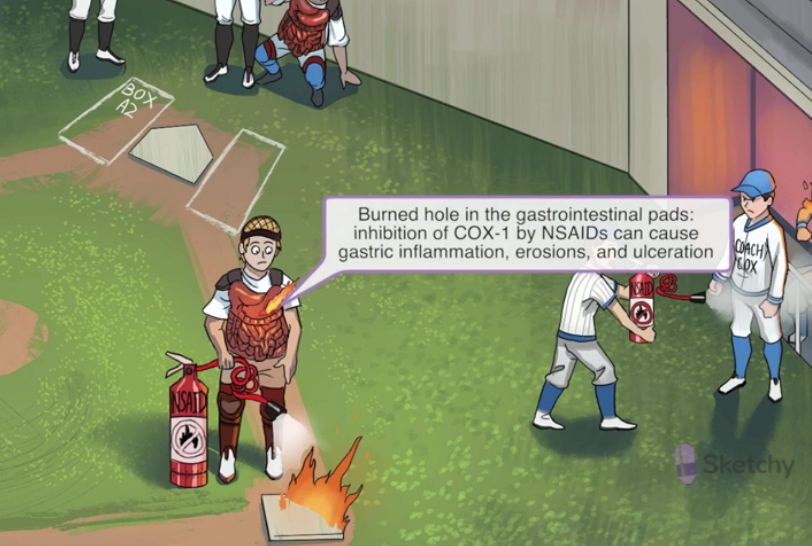 BOX
A2
Burned hole in the gastrointestinal pads:
inhibition of COX-1 by NSAIDs can cause
gastric inflammation, erosions, and ulceration
COACH
COX
NSAID
NSAID
Sketchy